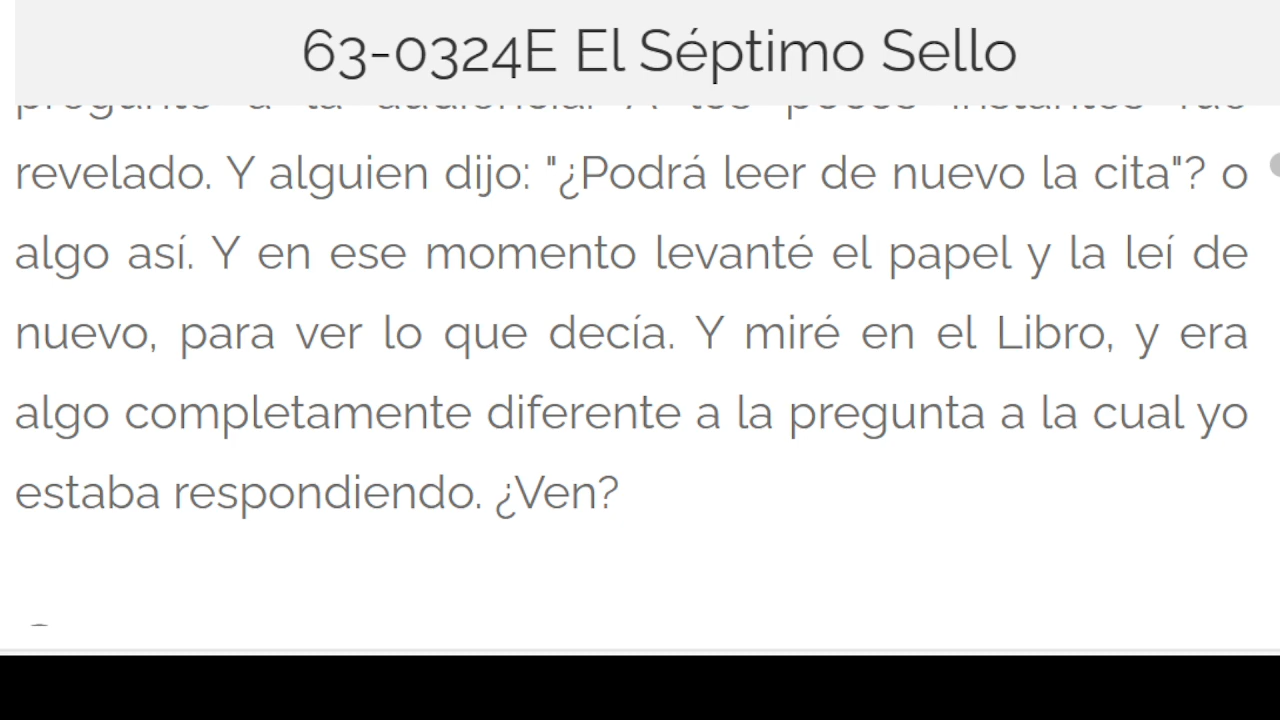 63-0324E El Séptimo Sello
revelado. Y alguien dijo: "¿Podrá leer de nuevo la cita"? o
algo así. Y en ese momento levanté el papel y la leí de
nuevo, para ver lo que decía. Y miré en el Libro, y era
algo completamente diferente a la pregunta a la cual yo
estaba respondiendo. ¿Ven?